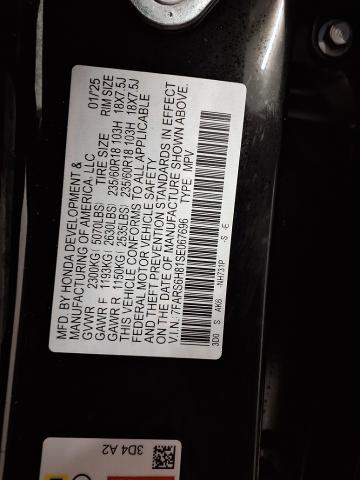 MFD. BY HONDA DEVELOPMENT &
MANUFACTURING OF AMERICA, LLC 01/'25
GVWR 2300KG( 5070LBS) TIRE SIZE RIM SIZE
GAWR F 1193KG( 2630LBS) 235/60R18 103H 18X7.5J
GAWR R 1150KG( 2535LBS) 235/60R18 103H 18X7.5J
THIS VEHICLE CONFORMS TO ALL APPLICABLE
FEDERAL MOTOR VEHICLE SAFETY
AND THEFT PREVENTION STANDARDS IN EFFECT
ON THE DATE OF MANUFACTURE SHOWN ABOVE.
V.I.N.: 7FARS6H81SE067696 TYPE MPV
3D0 S AK6 -NH731P -S -E
3D4 A2